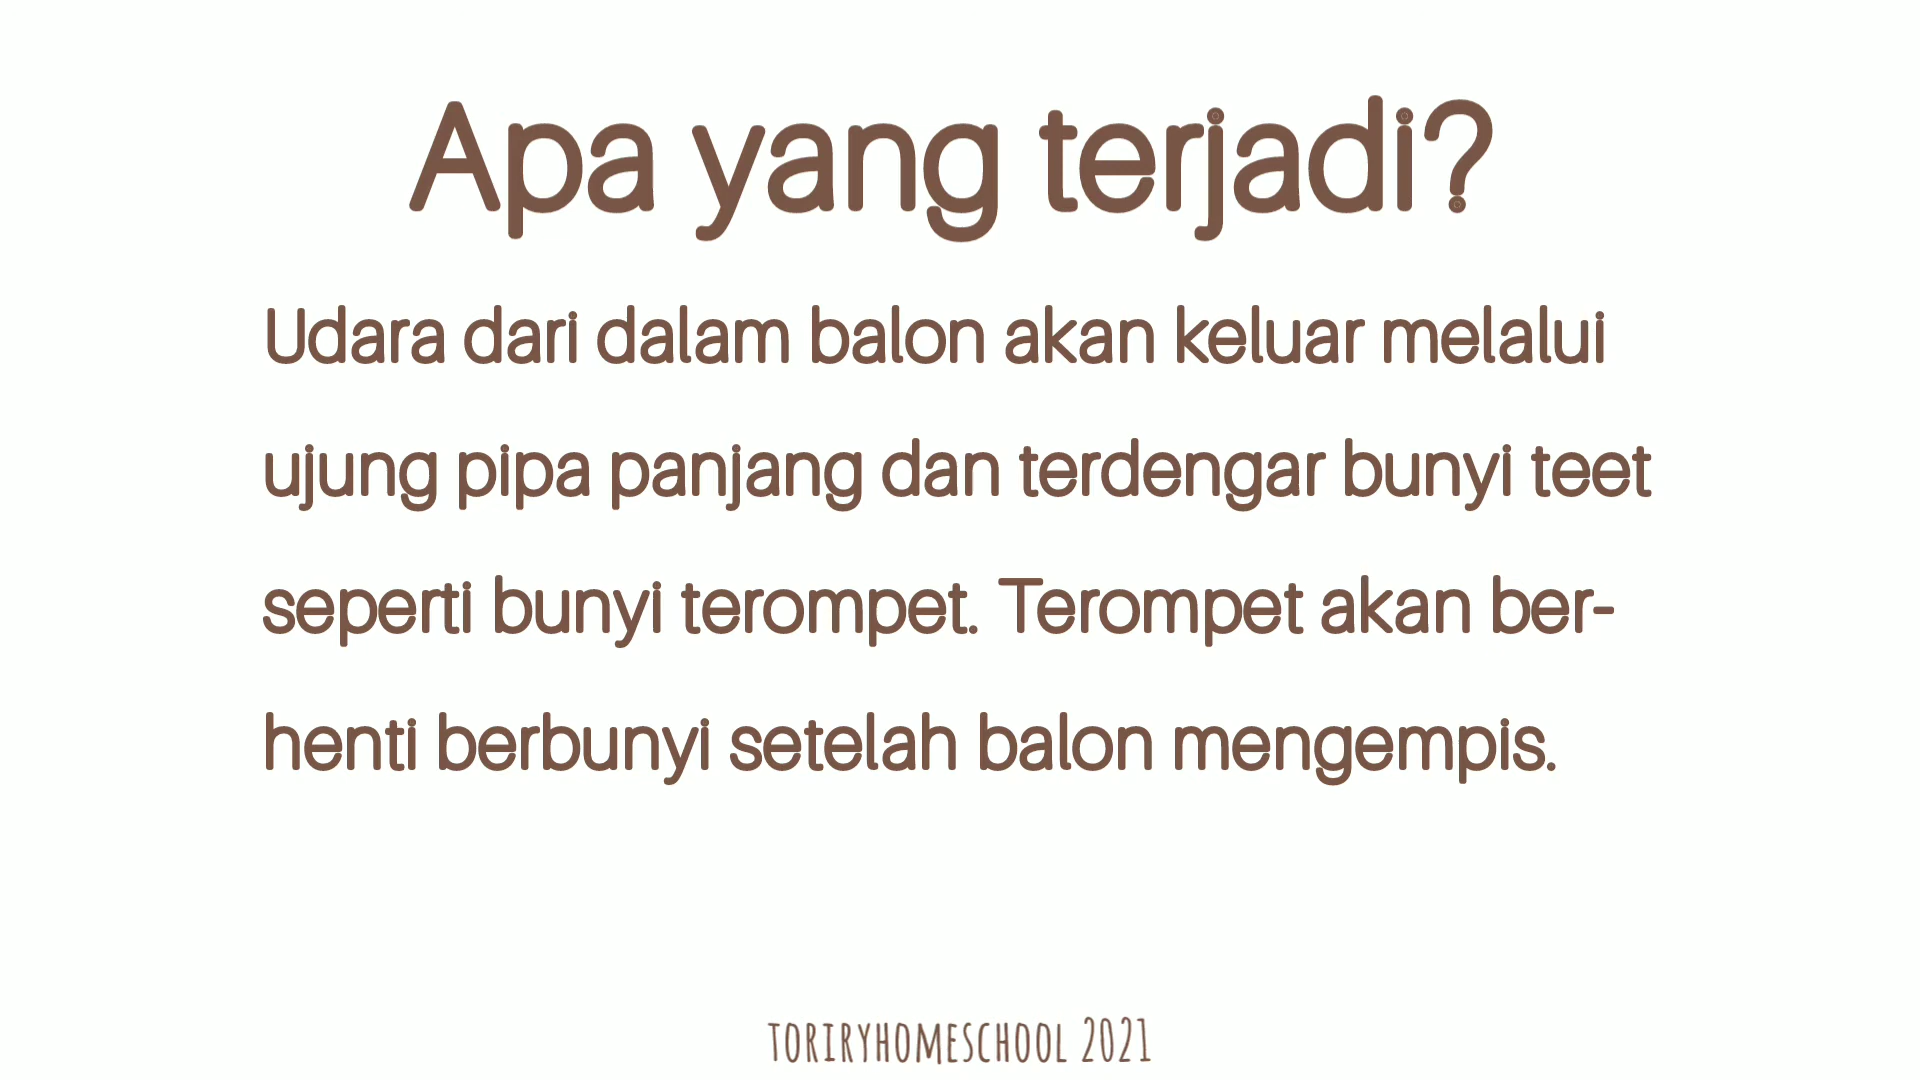 Apa yang terjadi?
Udara dari dalam balon akan keluar melalui
ujung pipa panjang dan terdengar bunyi teet
seperti bunyi terompet. Terompet akan ber-
henti berbunyi setelah balon mengempis.
TORIRYHOMESCHOOL 2021